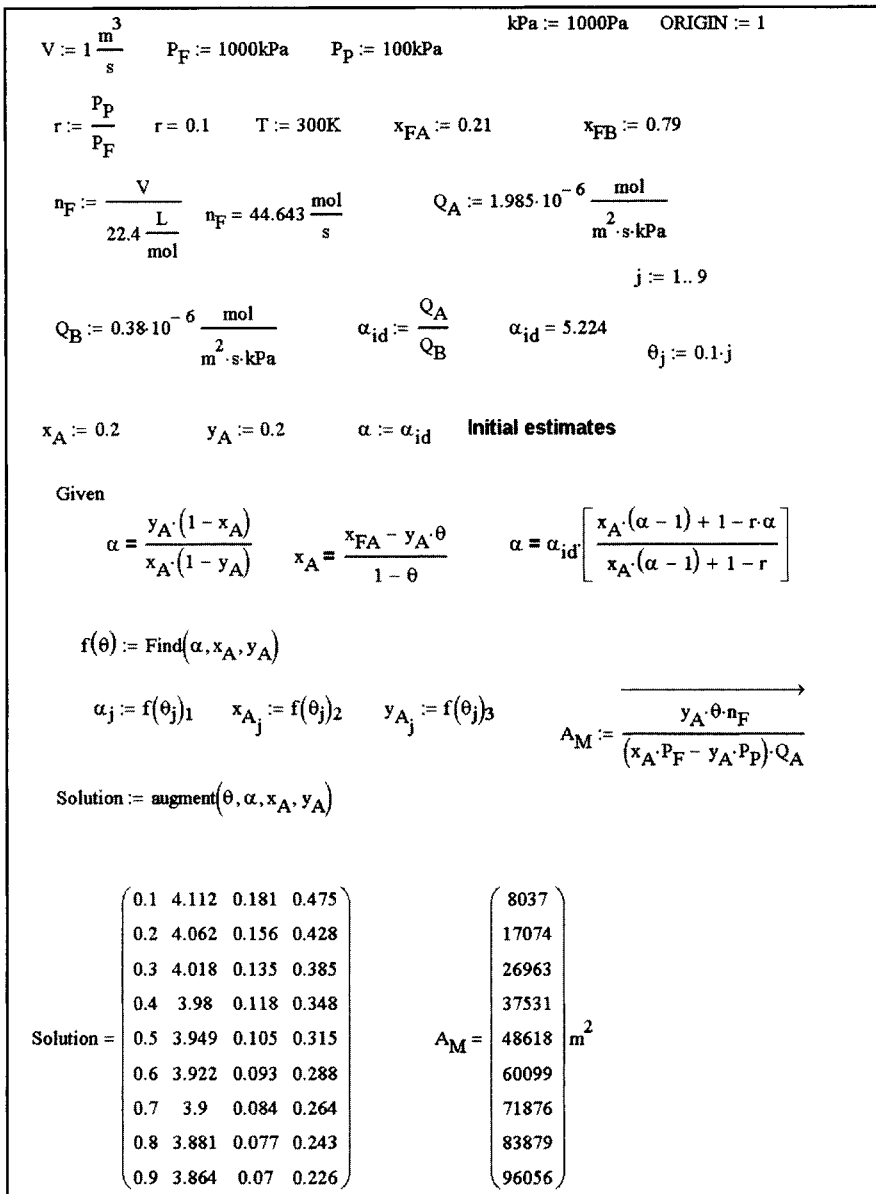 kPa := 1000Pa ORIGIN := 1
V := 1 m³/s P_F := 1000kPa P_P := 100kPa
r := P_P/P_F r = 0.1 T := 300K x_FA := 0.21 x_FB := 0.79
n_F := V/(22.4 L/mol) n_F = 44.643 mol/s Q_A := 1.985·10⁻⁶ mol/(m²·s·kPa)
j := 1.. 9
Q_B := 0.38·10⁻⁶ mol/(m²·s·kPa) α_id := Q_A/Q_B α_id = 5.224
θ_j := 0.1·j
x_A := 0.2 y_A := 0.2 α := α_id Initial estimates
Given
α = y_A·(1 − x_A)/(x_A·(1 − y_A)) x_A = (x_FA − y_A·θ)/(1 − θ) α = α_id·[(x_A·(α − 1) + 1 − r·α)/(x_A·(α − 1) + 1 − r)]
f(θ) := Find(α, x_A, y_A)
α_j := f(θ_j)_1 x_A_j := f(θ_j)_2 y_A_j := f(θ_j)_3 A_M := y_A·θ·n_F/((x_A·P_F − y_A·P_P)·Q_A)
Solution := augment(θ, α, x_A, y_A)
0.1 4.112 0.181 0.475 8037
0.2 4.062 0.156 0.428 17074
0.3 4.018 0.135 0.385 26963
0.4 3.98 0.118 0.348 37531
Solution = 0.5 3.949 0.105 0.315 A_M = 48618 m²
0.6 3.922 0.093 0.288 60099
0.7 3.9 0.084 0.264 71876
0.8 3.881 0.077 0.243 83879
0.9 3.864 0.07 0.226 96056